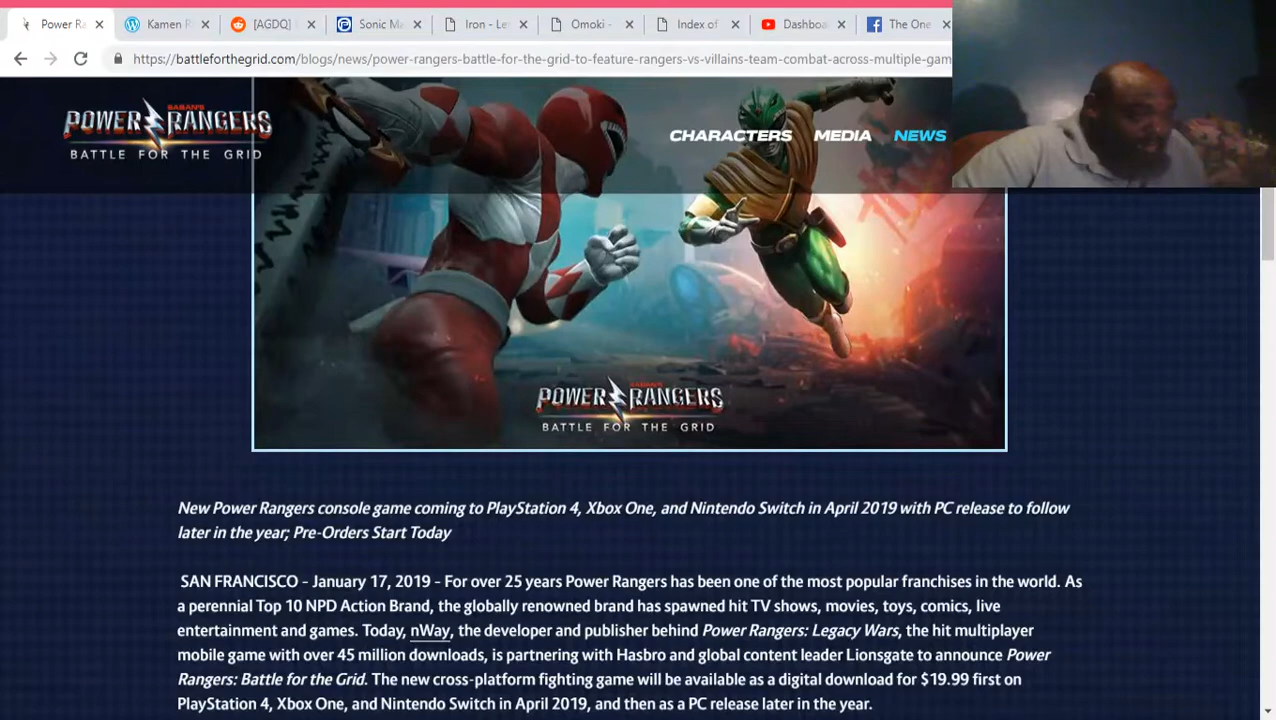 Power Ra
Kamen R
[AGDQ]
Sonic Ma
Iron - Le
Omoki -
Index of
Dashboa
The One
https://battleforthegrid.com/blogs/news/power-rangers-battle-for-the-grid-to-feature-rangers-vs-villains-team-combat-across-multiple-gam
SABAN'S
POWER RANGERS
BATTLE FOR THE GRID
CHARACTERS MEDIA NEWS
SABAN'S
POWER RANGERS
BATTLE FOR THE GRID
New Power Rangers console game coming to PlayStation 4, Xbox One, and Nintendo Switch in April 2019 with PC release to follow
later in the year; Pre-Orders Start Today
SAN FRANCISCO - January 17, 2019 - For over 25 years Power Rangers has been one of the most popular franchises in the world. As
a perennial Top 10 NPD Action Brand, the globally renowned brand has spawned hit TV shows, movies, toys, comics, live
entertainment and games. Today, nWay, the developer and publisher behind Power Rangers: Legacy Wars, the hit multiplayer
mobile game with over 45 million downloads, is partnering with Hasbro and global content leader Lionsgate to announce Power
Rangers: Battle for the Grid. The new cross-platform fighting game will be available as a digital download for $19.99 first on
PlayStation 4, Xbox One, and Nintendo Switch in April 2019, and then as a PC release later in the year.